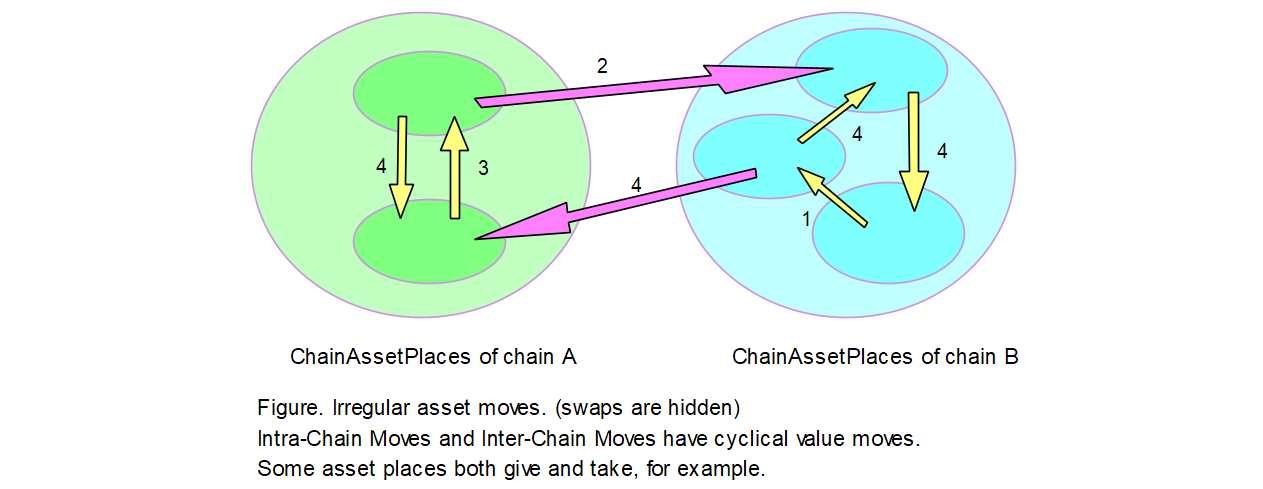 2
4
4
4
3
4
1
ChainAssetPlaces of chain A
ChainAssetPlaces of chain B
Figure. Irregular asset moves. (swaps are hidden)
Intra-Chain Moves and Inter-Chain Moves have cyclical value moves.
Some asset places both give and take, for example.